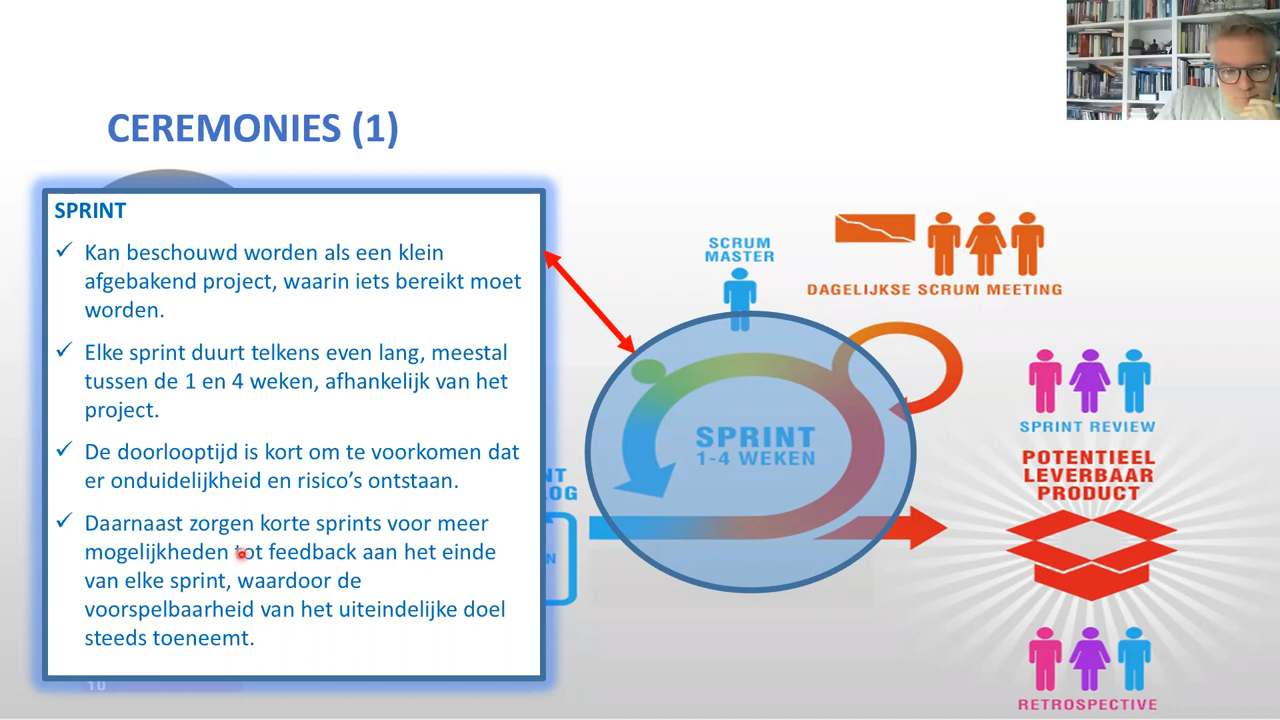 CEREMONIES (1)
SPRINT
✓ Kan beschouwd worden als een klein
afgebakend project, waarin iets bereikt moet
worden.
✓ Elke sprint duurt telkens even lang, meestal
tussen de 1 en 4 weken, afhankelijk van het
project.
✓ De doorlooptijd is kort om te voorkomen dat
er onduidelijkheid en risico’s ontstaan.
✓ Daarnaast zorgen korte sprints voor meer
mogelijkheden tot feedback aan het einde
van elke sprint, waardoor de
voorspelbaarheid van het uiteindelijke doel
steeds toeneemt.
SCRUM
MASTER
DAGELIJKSE SCRUM MEETING
SPRINT
1-4 WEKEN
SPRINT REVIEW
POTENTIEEL
LEVERBAAR
PRODUCT
RETROSPECTIVE